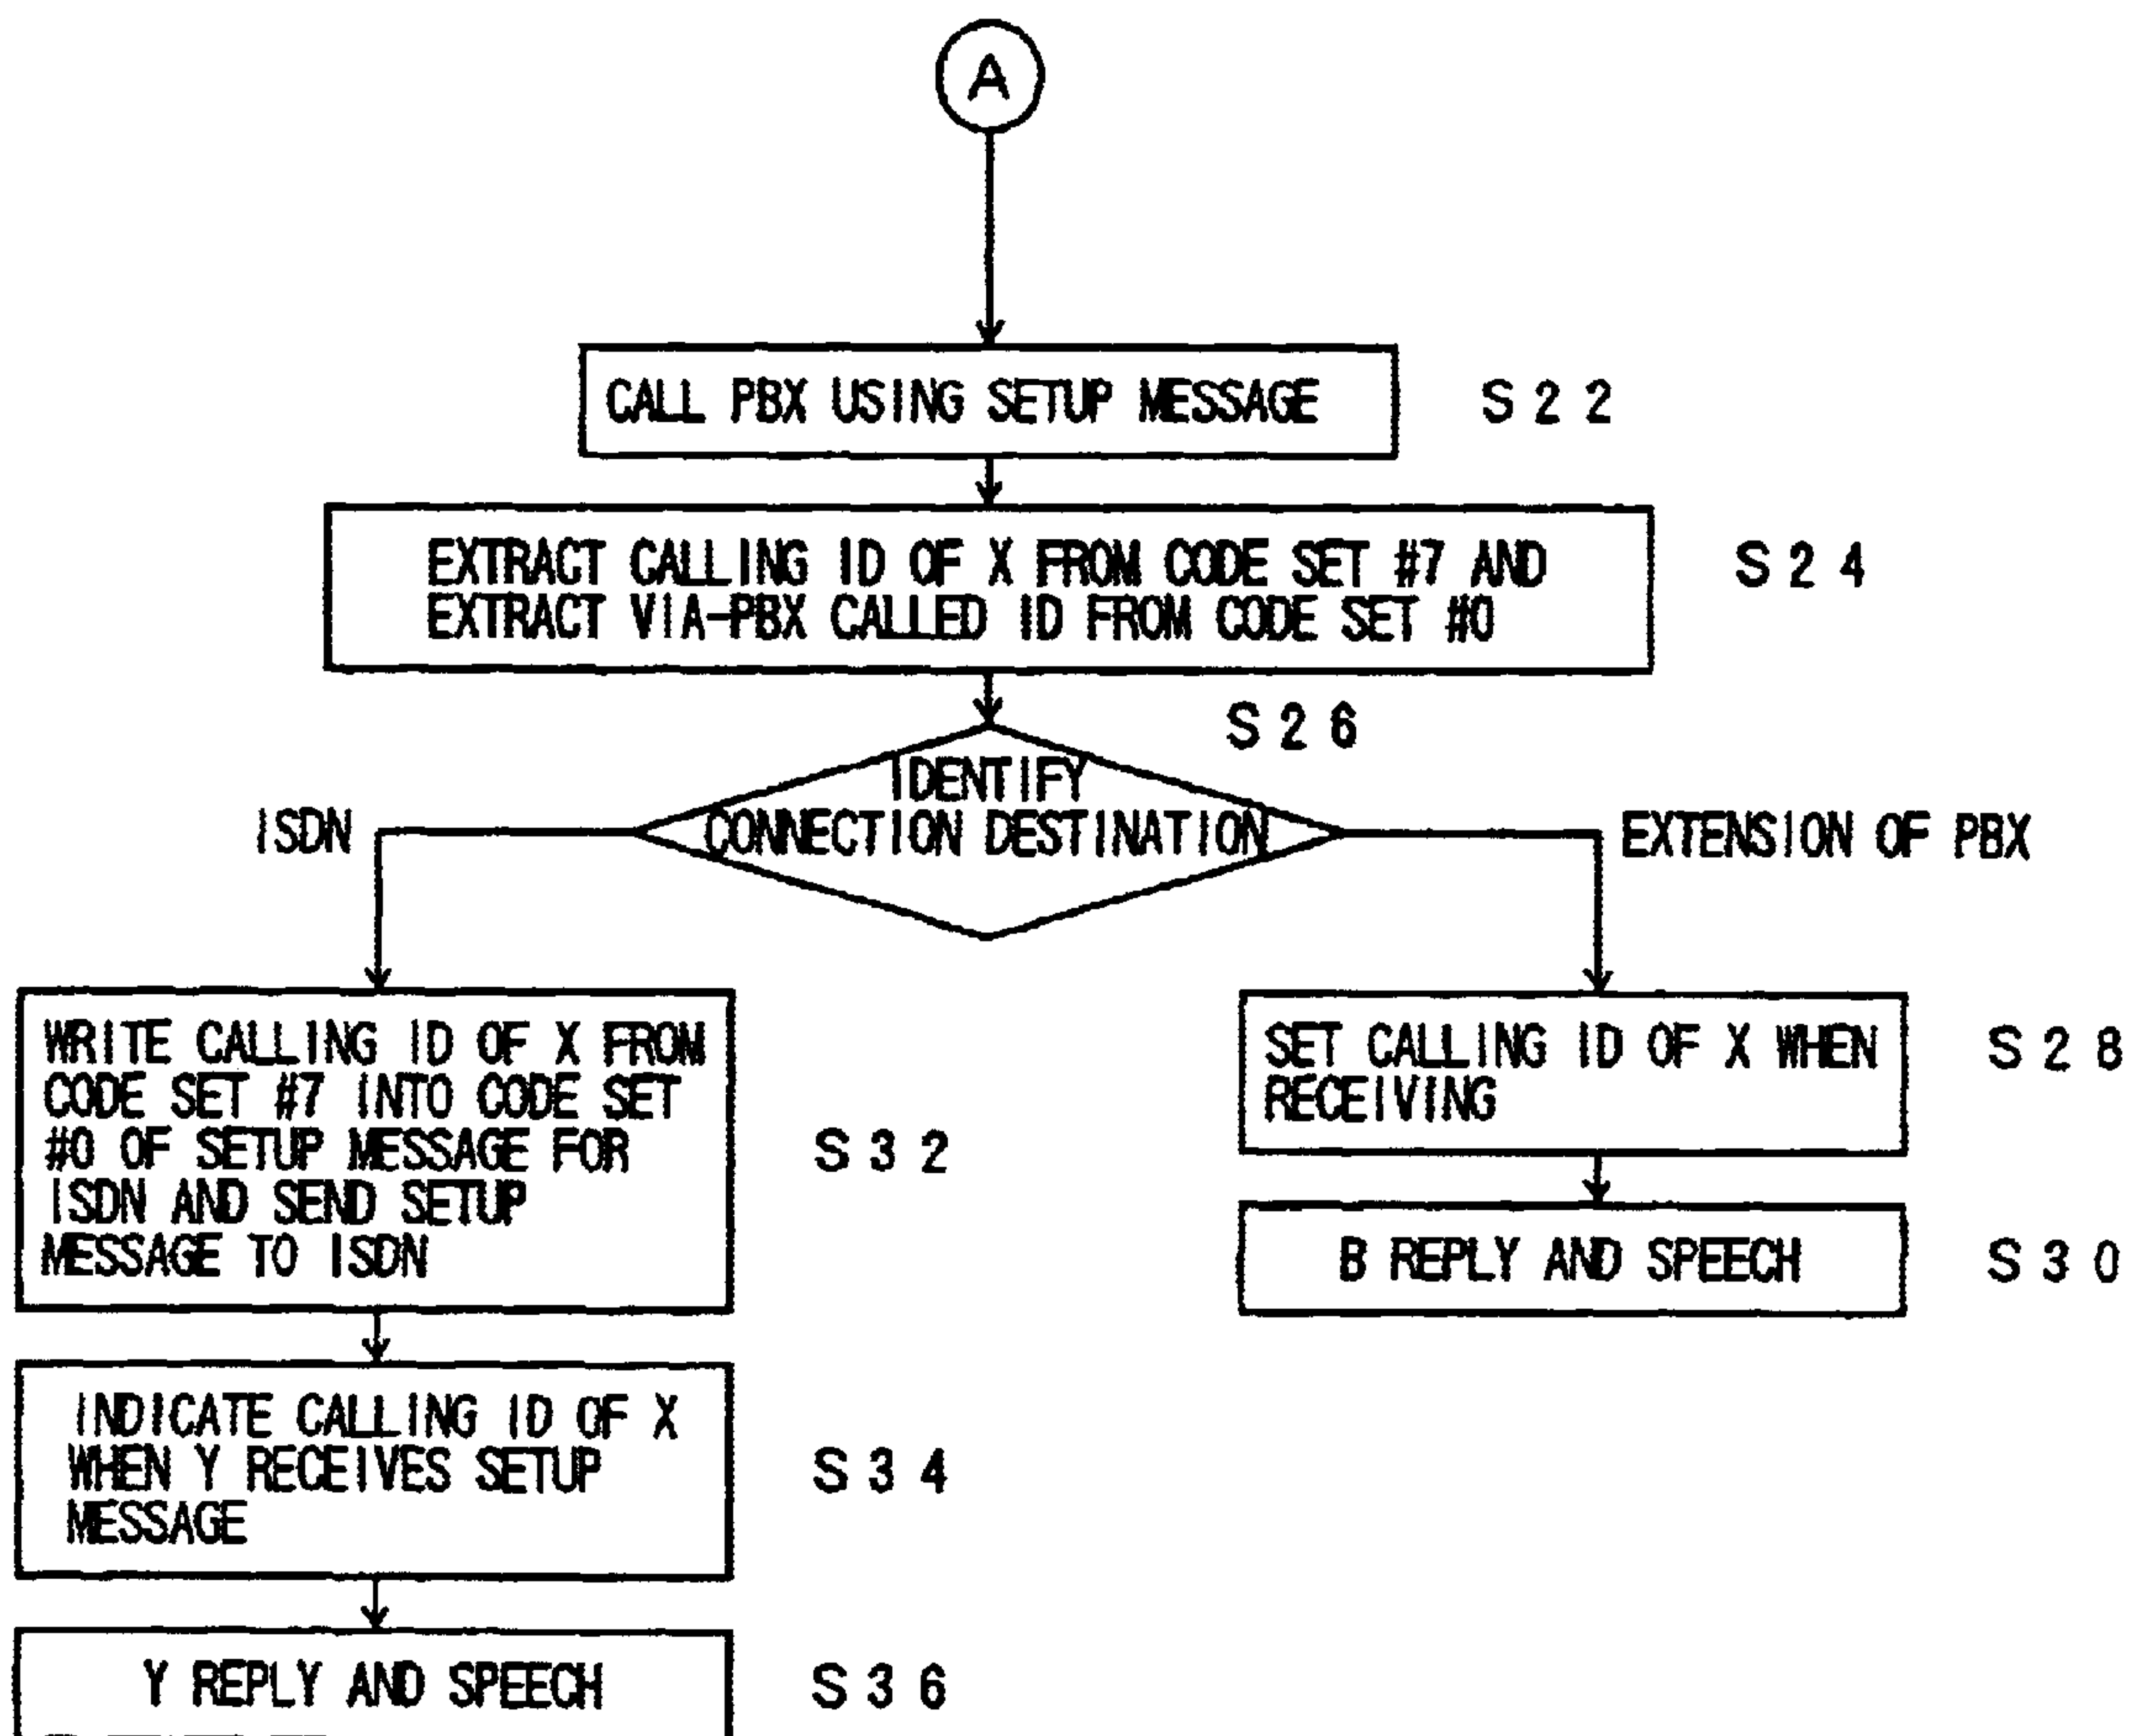 A
CALL PBX USING SETUP MESSAGE
S22
EXTRACT CALLING ID OF X FROM CODE SET #7 AND
EXTRACT VIA-PBX CALLED ID FROM CODE SET #0
S24
S26
IDENTIFY
CONNECTION DESTINATION
ISDN
EXTENSION OF PBX
WRITE CALLING ID OF X FROM
CODE SET #7 INTO CODE SET
#0 OF SETUP MESSAGE FOR
ISDN AND SEND SETUP
MESSAGE TO ISDN
S32
SET CALLING ID OF X WHEN
RECEIVING
S28
B REPLY AND SPEECH
S30
INDICATE CALLING ID OF X
WHEN Y RECEIVES SETUP
MESSAGE
S34
Y REPLY AND SPEECH
S36